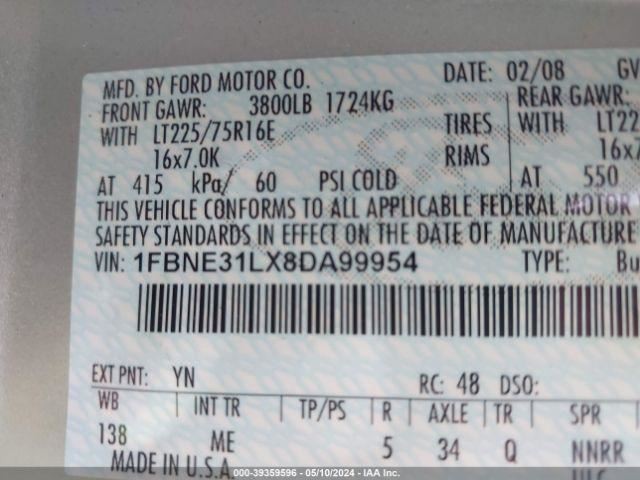 MFD. BY FORD MOTOR CO. DATE: 02/08 GV
FRONT GAWR: 3800LB 1724KG REAR GAWR:
WITH LT225/75R16E TIRES WITH LT22
16x7.0K RIMS 16x7
AT 415 kPa/ 60 PSI COLD AT 550
THIS VEHICLE CONFORMS TO ALL APPLICABLE FEDERAL MOTOR
SAFETY STANDARDS IN EFFECT ON THE DATE OF MANUFACTURE
VIN: 1FBNE31LX8DA99954 TYPE: Bu
EXT PNT: YN RC: 48 DSO:
WB INT TR TP/PS R AXLE TR SPR
138 ME 5 34 Q NNRR
MADE IN U.S.A.
000-39359596 - 05/10/2024 - IAA Inc.